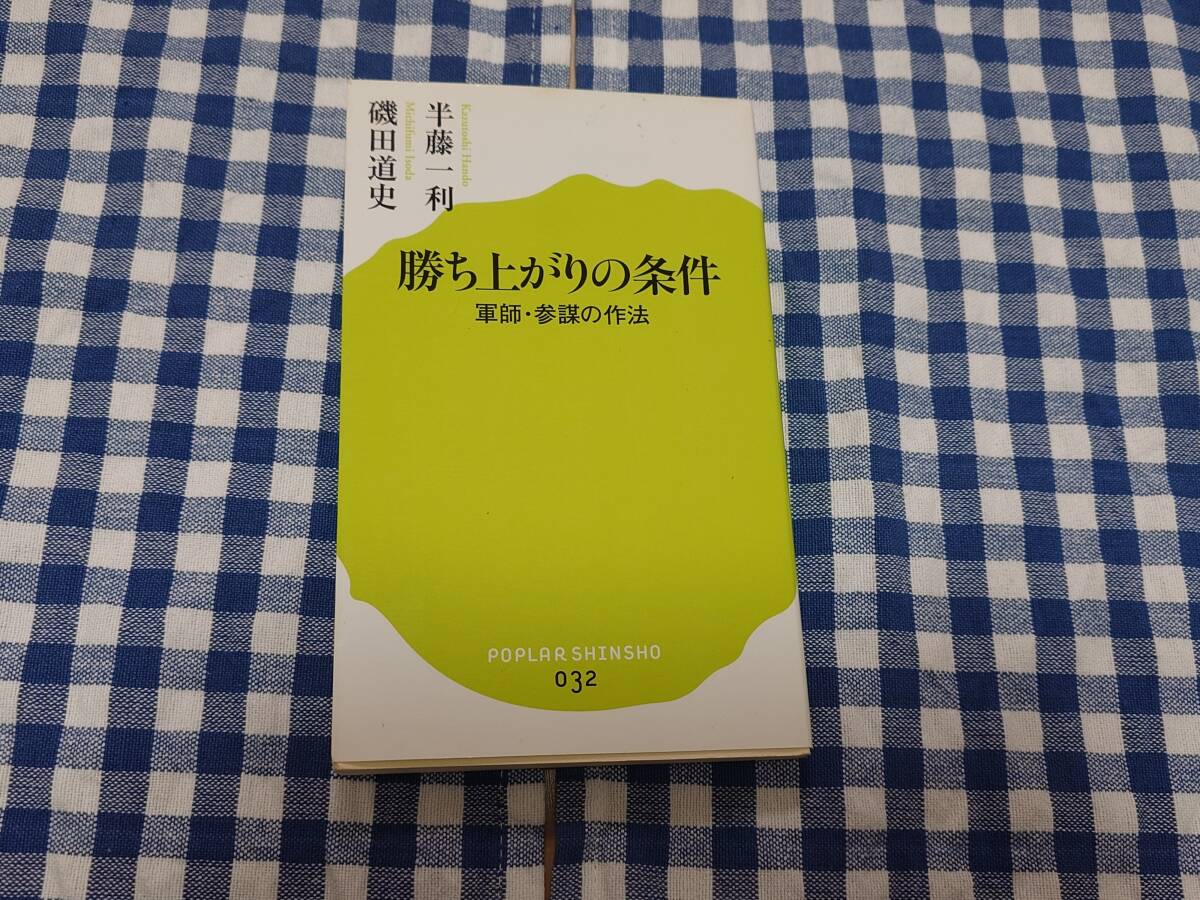 半藤一利
Kazutoshi Hando
磯田道史
Michifumi Isoda
勝ち上がりの条件
軍師・参謀の作法
POPLAR SHINSHO
032